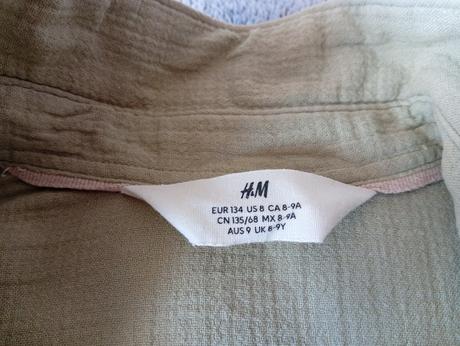 H&M
EUR 134 US 8 CA 8-9A
CN 135/68 MX 8-9A
AUS 9 UK 8-9Y